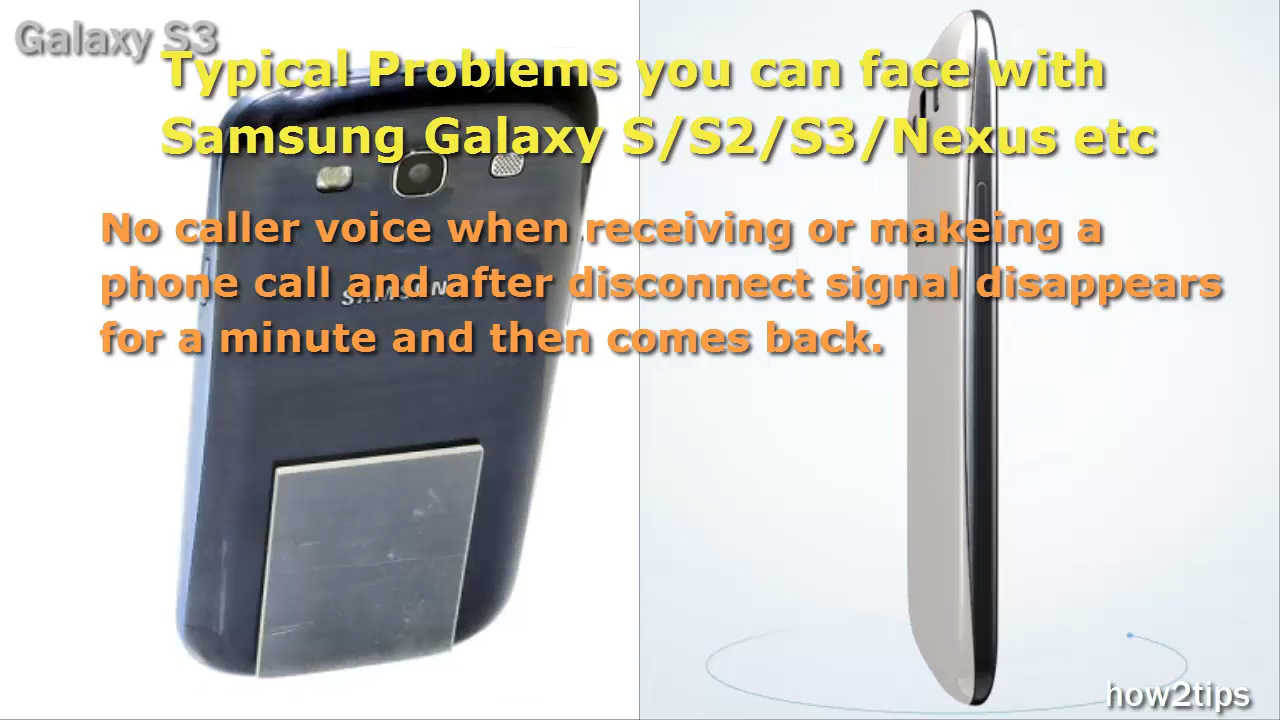 Galaxy S3
Typical Problems you can face with
Samsung Galaxy S/S2/S3/Nexus etc
No caller voice when receiving or makeing a
phone call and after disconnect signal disappears
for a minute and then comes back.
SAMSUN
how2tips